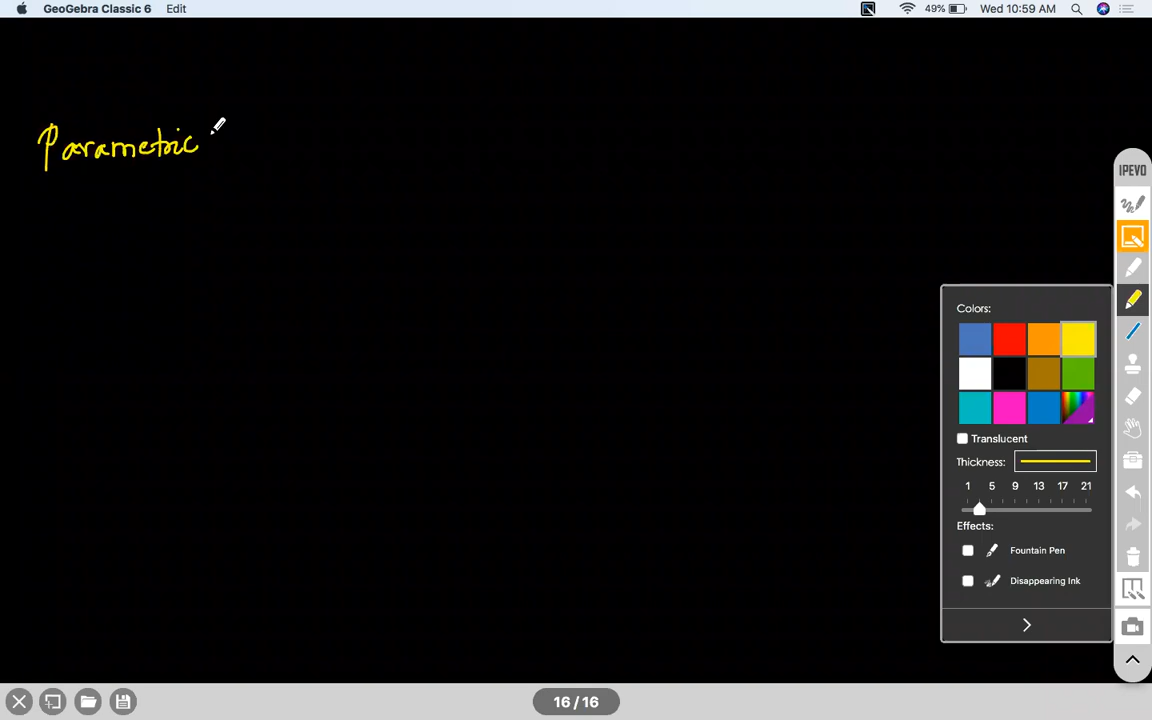 GeoGebra Classic 6 Edit 49% Wed 10:59 AM
Parametric
IPEVO
Colors:
Translucent
Thickness:
1 5 9 13 17 21
Effects:
Fountain Pen
Disappearing Ink
16 / 16